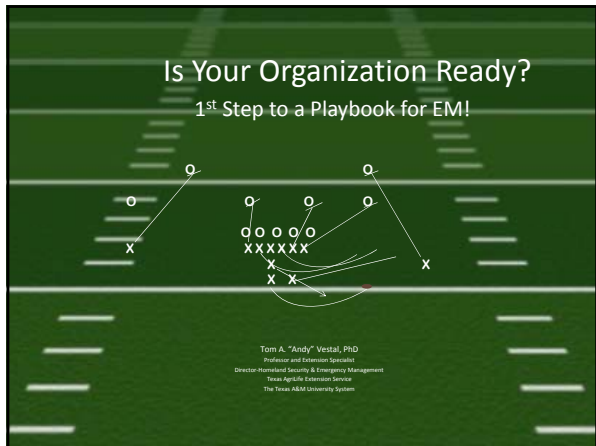 Is Your Organization Ready?
1st Step to a Playbook for EM!
O O
O O O O
O O O O O
X X X X X X X
X X
X X
Tom A. "Andy" Vestal, PhD
Professor and Extension Specialist
Director-Homeland Security & Emergency Management
Texas AgriLife Extension Service
The Texas A&M University System